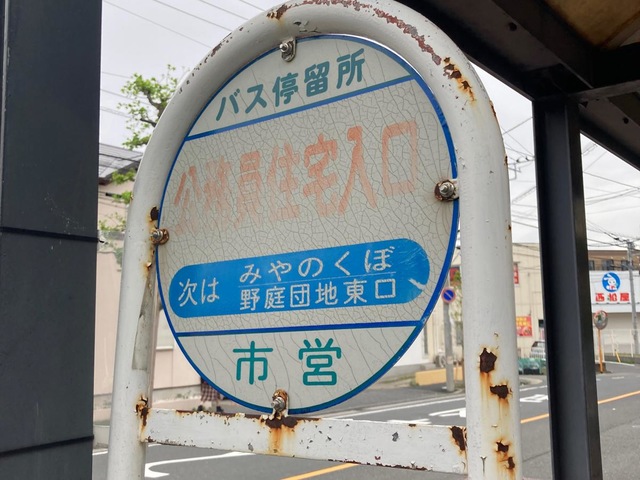 バス停留所
公務員住宅入口
次は
みやのくぼ
野庭団地東口
市営
西松屋